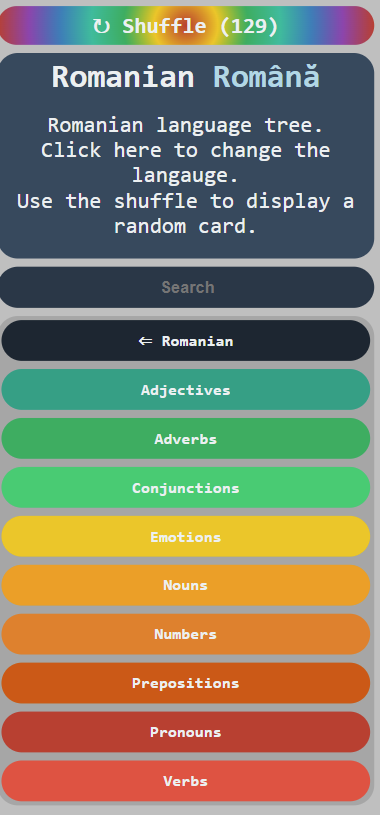 ↻ Shuffle (129)
Romanian Română
Romanian language tree.
Click here to change the
langauge.
Use the shuffle to display a
random card.
Search
⇐ Romanian
Adjectives
Adverbs
Conjunctions
Emotions
Nouns
Numbers
Prepositions
Pronouns
Verbs